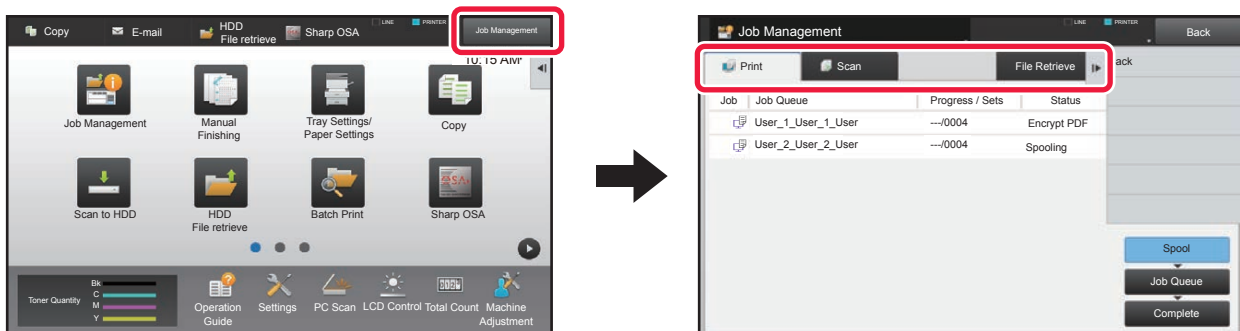 Copy E-mail HDD File retrieve Sharp OSA LINE PRINTER Job Management
10:15 AM
Job Management Manual Finishing Tray Settings/ Paper Settings Copy
Scan to HDD HDD File retrieve Batch Print Sharp OSA
Toner Quantity
Bk
C
M
Y
Operation Guide Settings PC Scan LCD Control Total Count Machine Adjustment
Job Management LINE PRINTER Back
Print Scan File Retrieve ack
Job Job Queue Progress / Sets Status
User_1_User_1_User ---/0004 Encrypt PDF
User_2_User_2_User ---/0004 Spooling
Spool
Job Queue
Complete